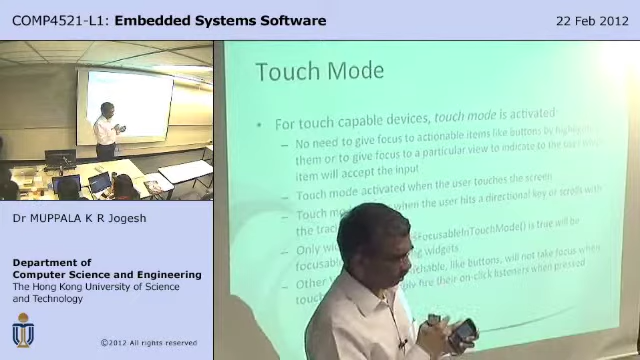 COMP4521-L1: Embedded Systems Software
22 Feb 2012
Touch Mode
• For touch capable devices, touch mode is activated
– No need to give focus to actionable items like buttons by
them or to give focus to a particular view to indicate to the
item will accept the input
– Touch mode activated when the user touches the screen
– Touch when the user hits a directional key or scrolls with
the
– Only FocusableInTouchMode() is true will be
focusable widgets
– Other like buttons, will not take focus when
fire their on-click listeners when pressed
Dr MUPPALA K R Jogesh
Department of
Computer Science and Engineering
The Hong Kong University of Science
and Technology
©2012 All rights reserved